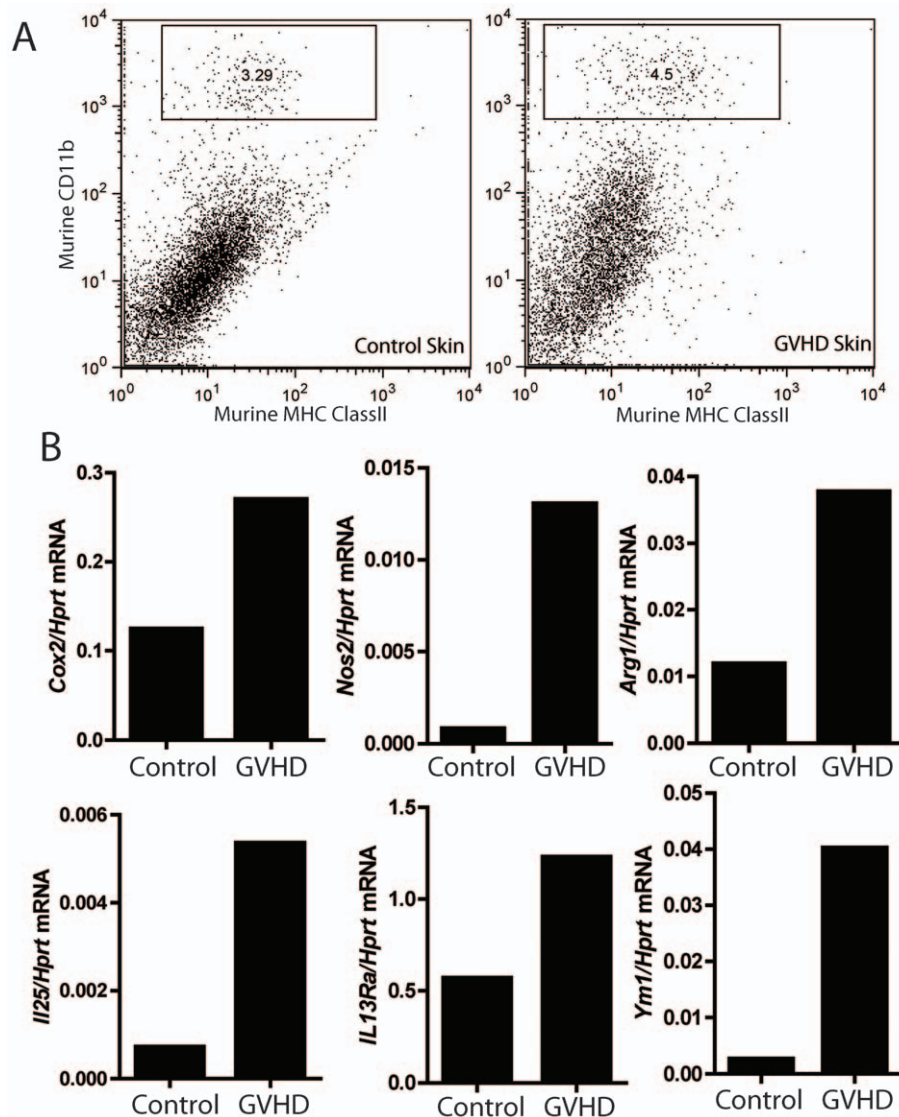 A
Murine CD11b
10^4
10^3
10^2
10^1
10^0
3.29
Control Skin
10^0 10^1 10^2 10^3 10^4
Murine MHC ClassII
10^4
10^3
10^2
10^1
10^0
4.5
GVHD Skin
10^0 10^1 10^2 10^3 10^4
Murine MHC ClassII
B
Cox2/Hprt mRNA
0.3
0.2
0.1
0.0
Control GVHD
Nos2/Hprt mRNA
0.015
0.010
0.005
0.000
Control GVHD
Arg1/Hprt mRNA
0.04
0.03
0.02
0.01
0.00
Control GVHD
Il25/Hprt mRNA
0.006
0.004
0.002
0.000
Control GVHD
IL13Ra/Hprt mRNA
1.5
1.0
0.5
0.0
Control GVHD
Ym1/Hprt mRNA
0.05
0.04
0.03
0.02
0.01
0.00
Control GVHD